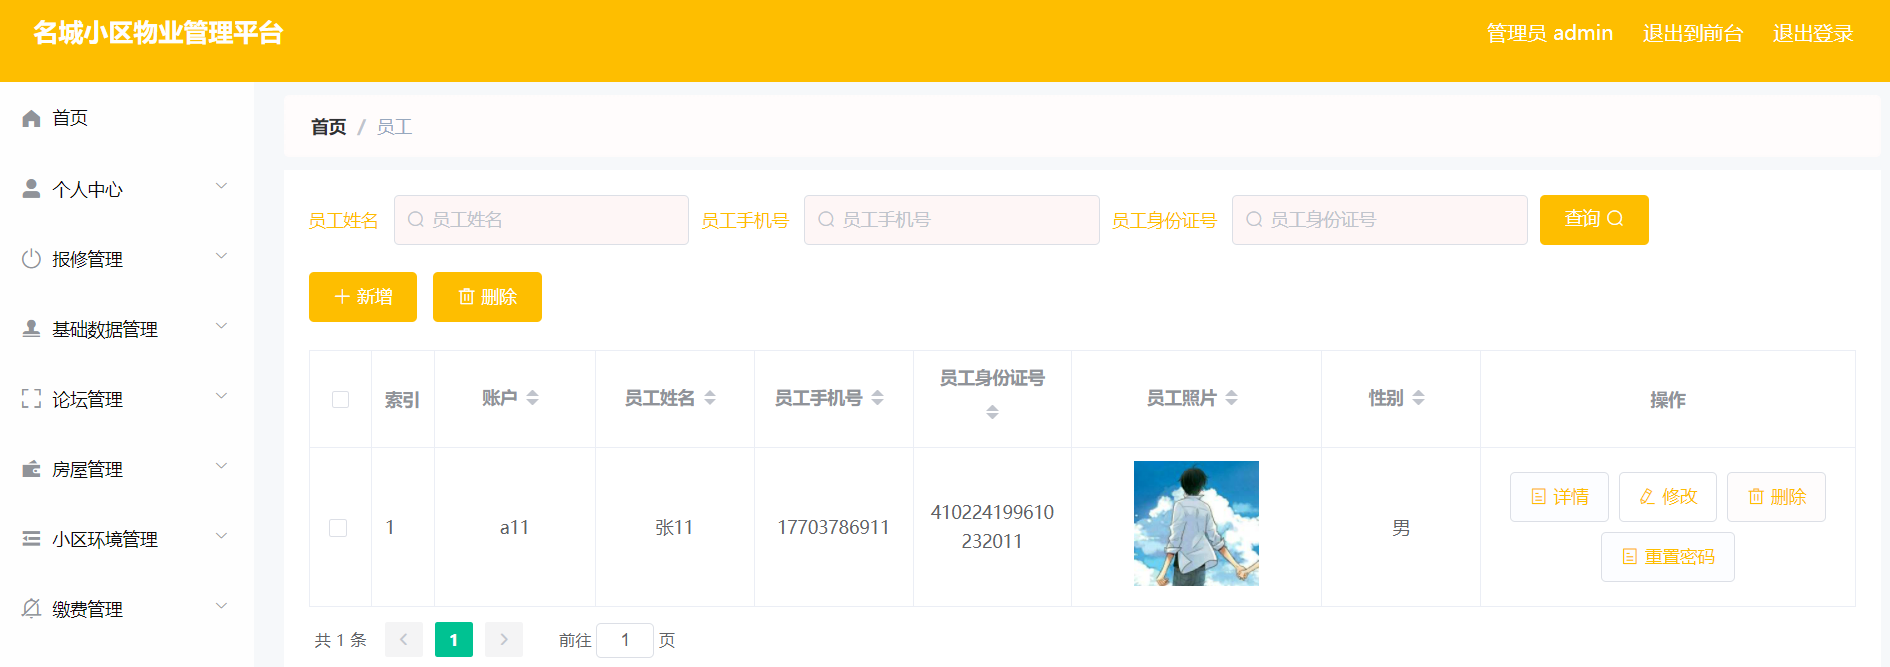 名城小区物业管理平台
管理员 admin 退出到前台 退出登录
首页
个人中心
报修管理
基础数据管理
论坛管理
房屋管理
小区环境管理
缴费管理
首页 / 员工
员工姓名 员工姓名 员工手机号 员工手机号 员工身份证号 员工身份证号 查询
新增 删除
索引 账户 员工姓名 员工手机号 员工身份证号 员工照片 性别 操作
1 a11 张11 17703786911 410224199610
232011 男 详情 修改 删除
重置密码
共 1 条 1 前往 1 页